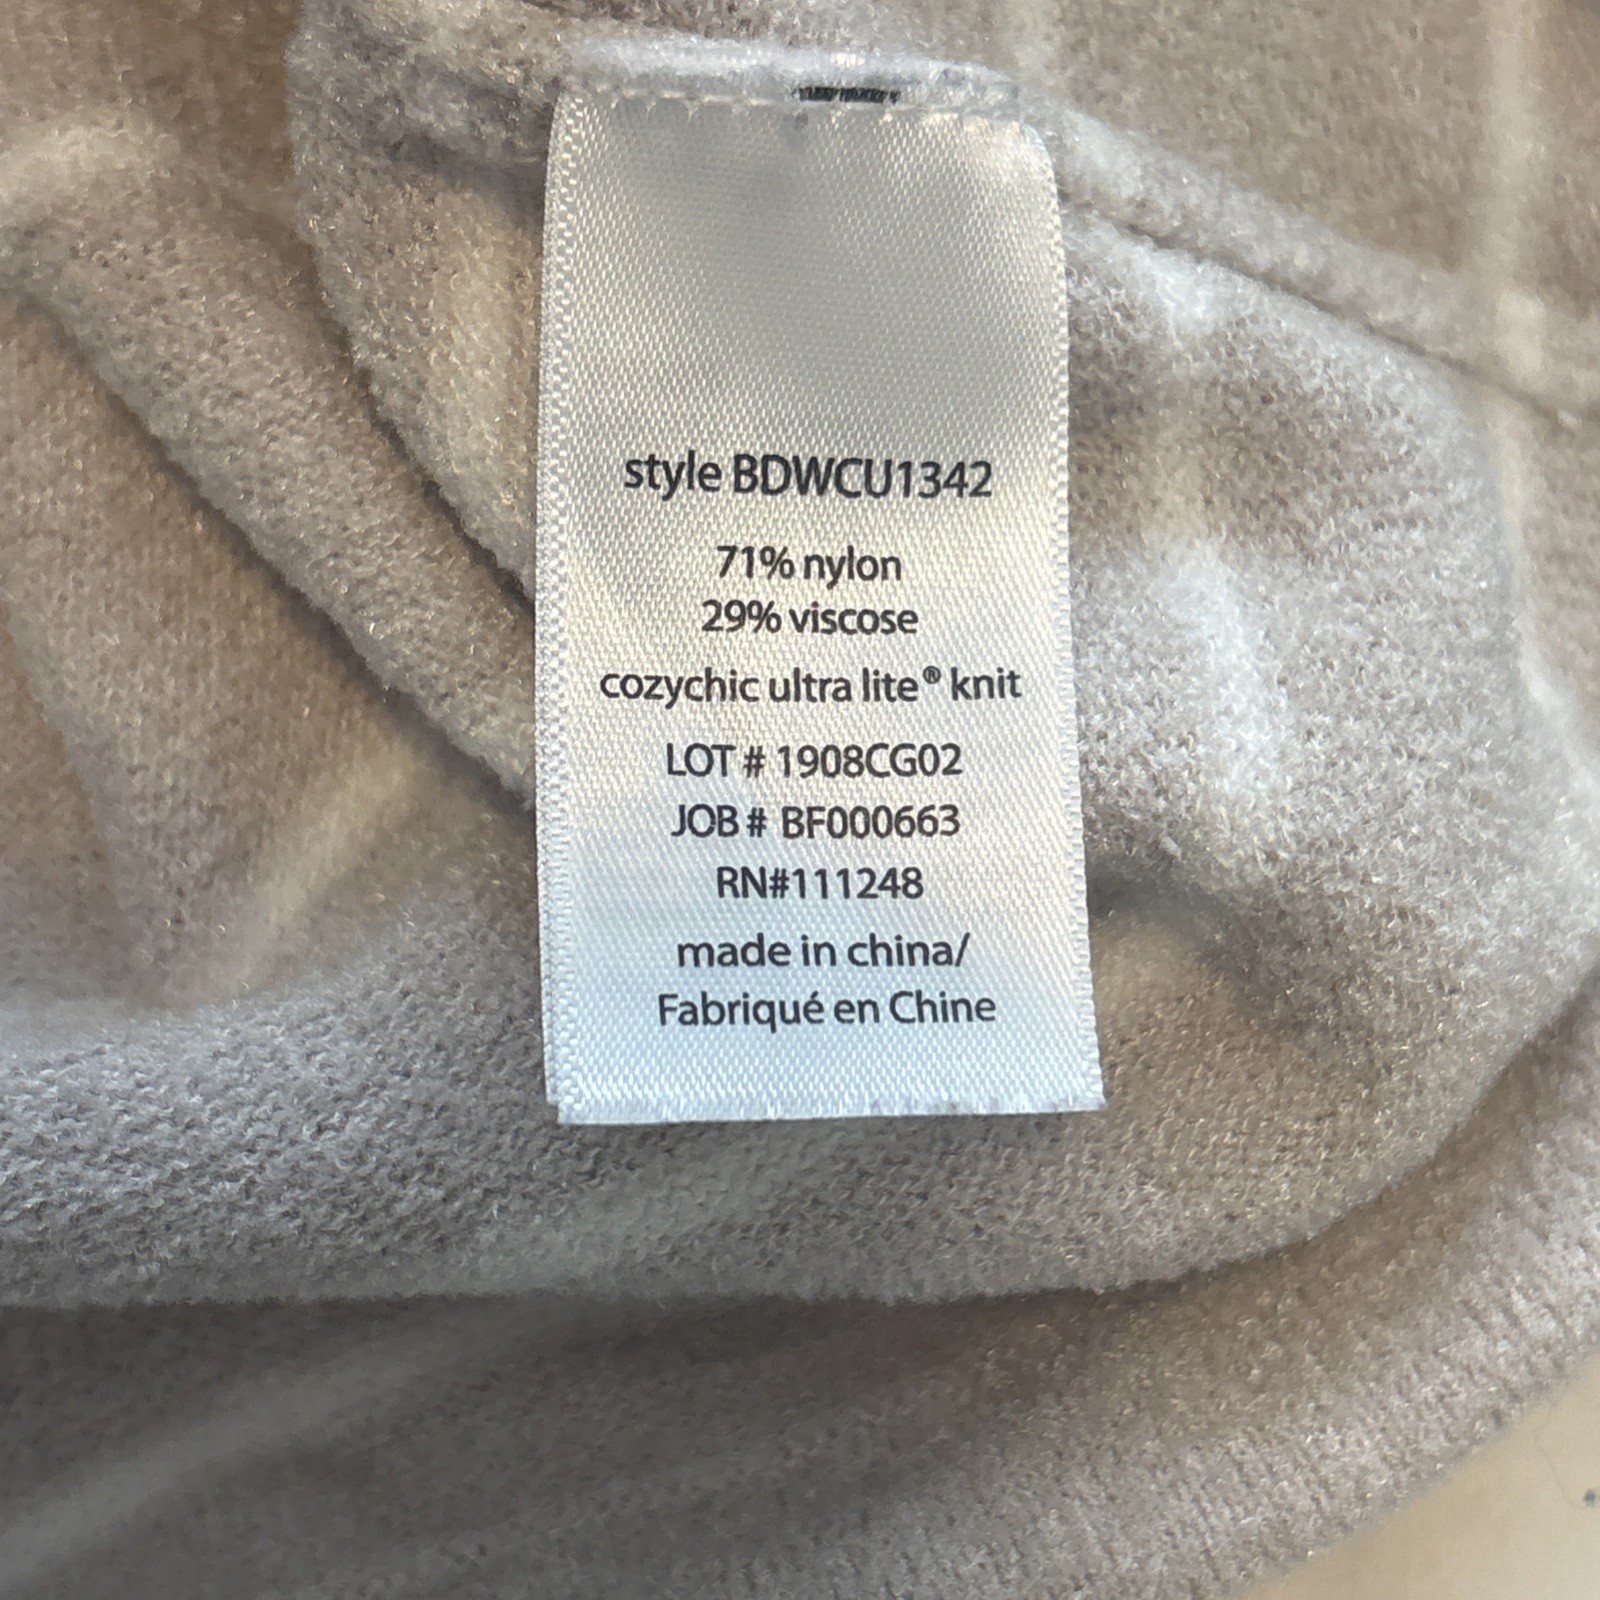 style BDWCU1342
71% nylon
29% viscose
cozychic ultra lite® knit
LOT # 1908CG02
JOB # BF000663
RN#111248
made in china/
Fabriqué en Chine